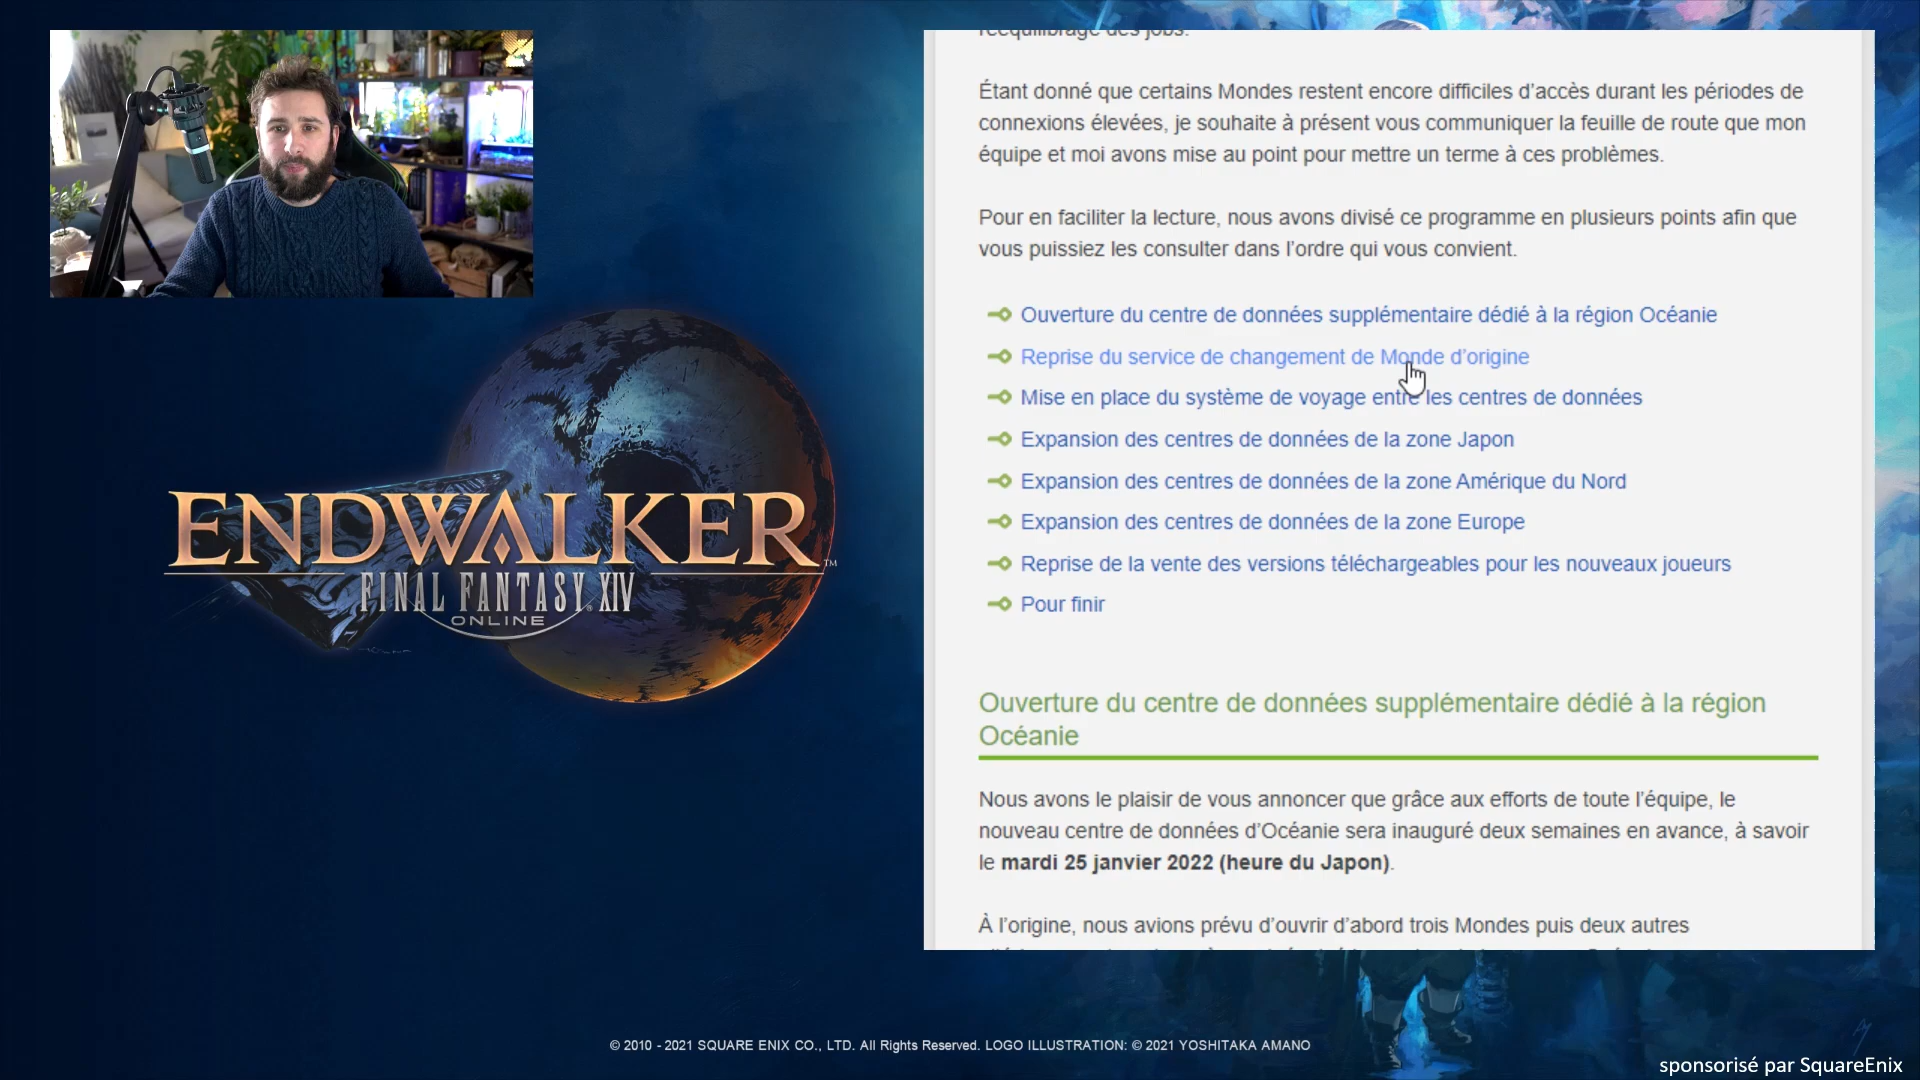 rééquilibrage des jobs.
Étant donné que certains Mondes restent encore difficiles d’accès durant les périodes de
connexions élevées, je souhaite à présent vous communiquer la feuille de route que mon
équipe et moi avons mise au point pour mettre un terme à ces problèmes.
Pour en faciliter la lecture, nous avons divisé ce programme en plusieurs points afin que
vous puissiez les consulter dans l’ordre qui vous convient.
Ouverture du centre de données supplémentaire dédié à la région Océanie
Reprise du service de changement de Monde d’origine
Mise en place du système de voyage entre les centres de données
Expansion des centres de données de la zone Japon
Expansion des centres de données de la zone Amérique du Nord
Expansion des centres de données de la zone Europe
Reprise de la vente des versions téléchargeables pour les nouveaux joueurs
Pour finir
Ouverture du centre de données supplémentaire dédié à la région
Océanie
Nous avons le plaisir de vous annoncer que grâce aux efforts de toute l’équipe, le
nouveau centre de données d’Océanie sera inauguré deux semaines en avance, à savoir
le mardi 25 janvier 2022 (heure du Japon).
À l’origine, nous avions prévu d’ouvrir d’abord trois Mondes puis deux autres
ENDWALKER™
FINAL FANTASY® XIV
ONLINE
© 2010 - 2021 SQUARE ENIX CO., LTD. All Rights Reserved. LOGO ILLUSTRATION: © 2021 YOSHITAKA AMANO
sponsorisé par SquareEnix